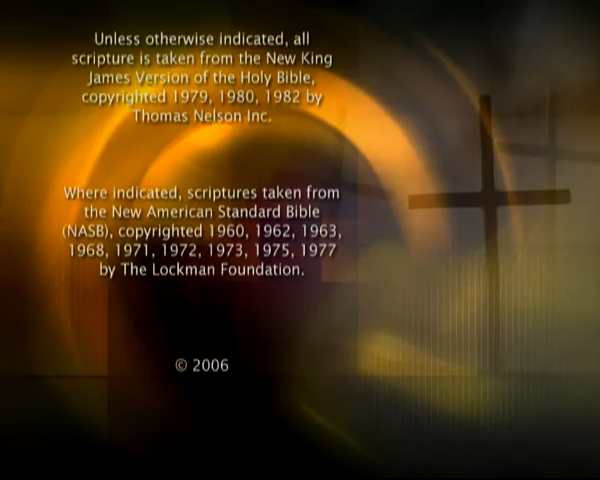 Unless otherwise indicated, all
scripture is taken from the New King
James Version of the Holy Bible,
copyrighted 1979, 1980, 1982 by
Thomas Nelson Inc.
Where indicated, scriptures taken from
the New American Standard Bible
(NASB), copyrighted 1960, 1962, 1963,
1968, 1971, 1972, 1973, 1975, 1977
by The Lockman Foundation.
© 2006